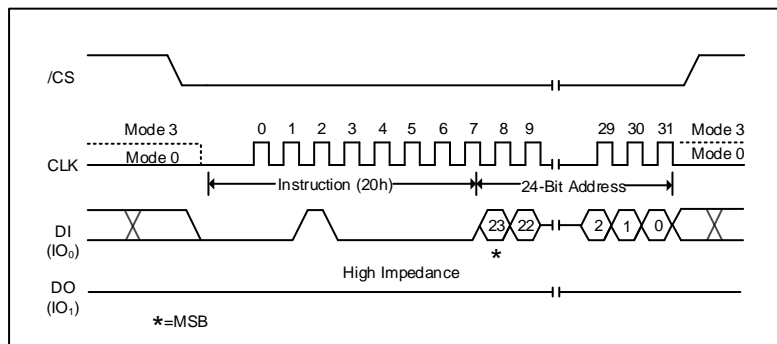 /CS
0 1 2 3 4 5 6 7 8 9 29 30 31
Mode 3 Mode 3
CLK Mode 0 Mode 0
Instruction (20h) 24-Bit Address
DI 23 22 2 1 0
(IO₀)
*
High Impedance
DO
(IO₁)
*=MSB